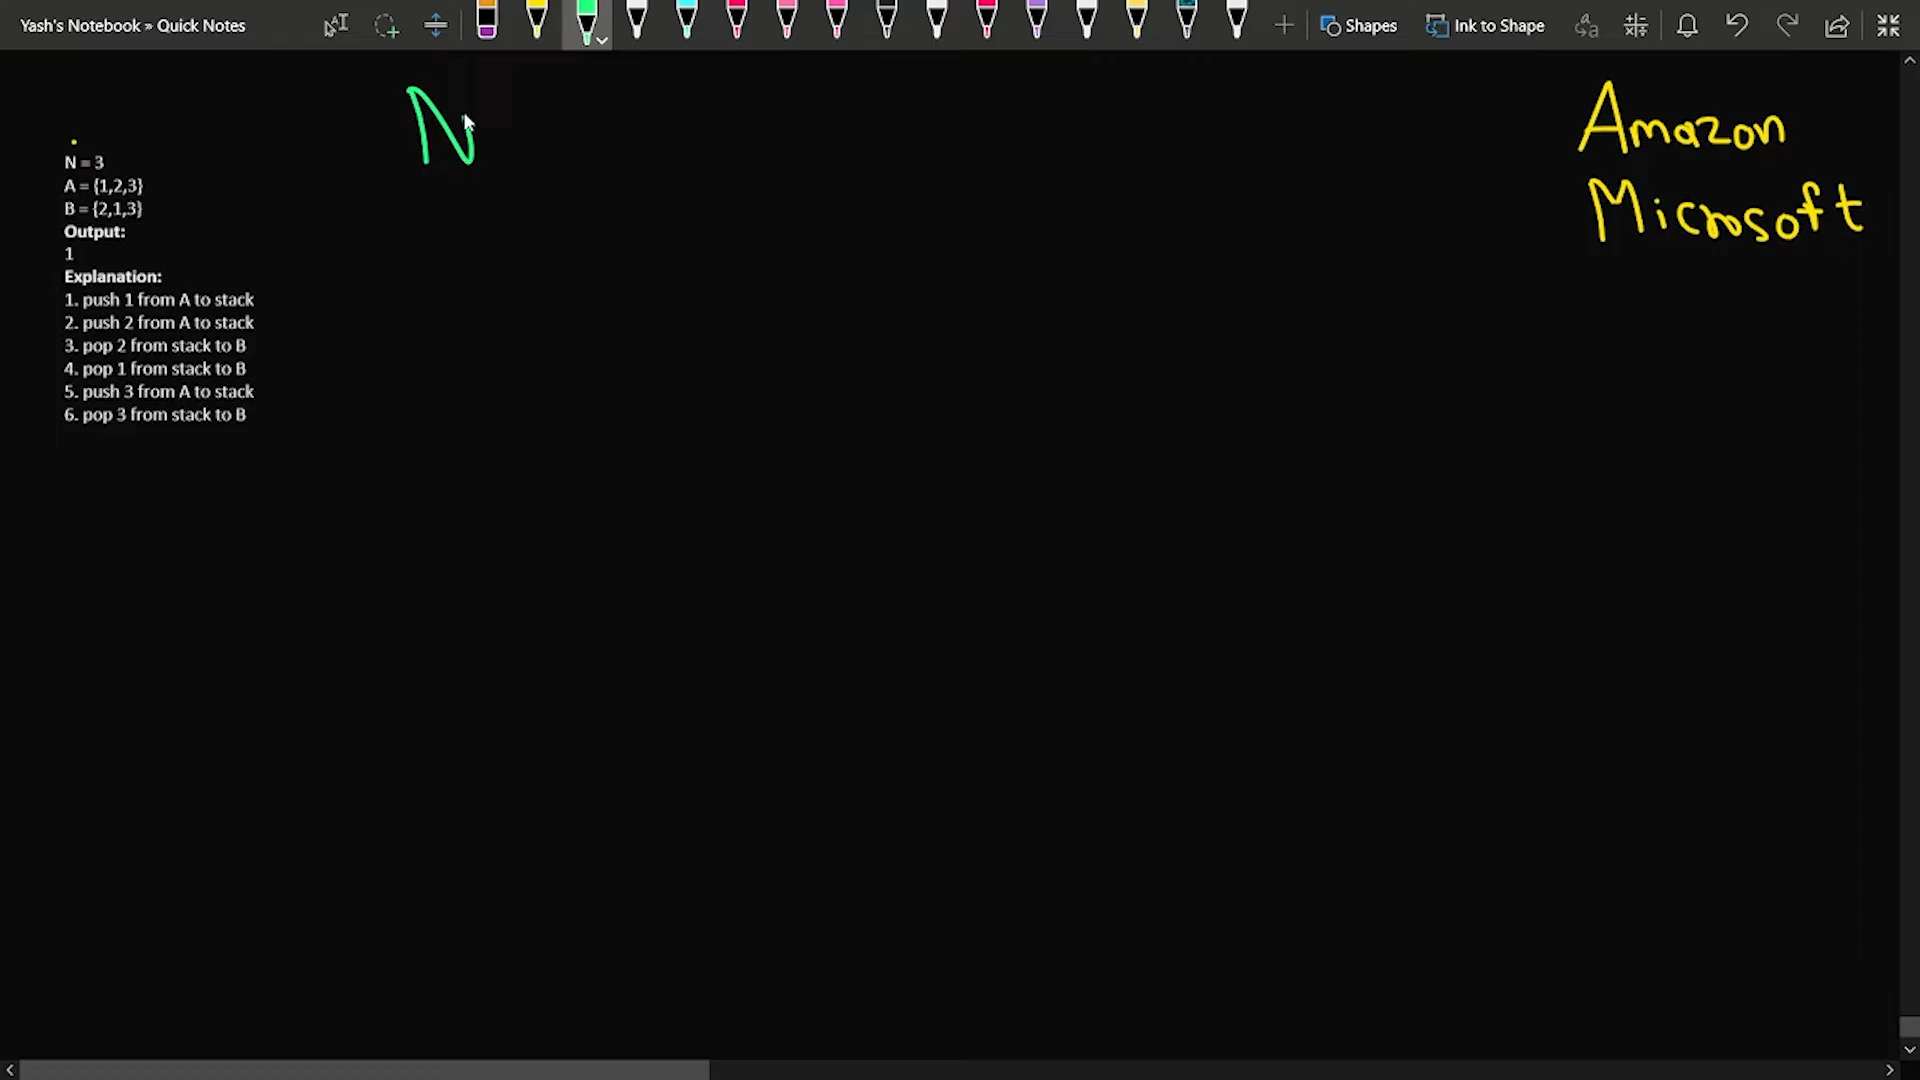 Yash's Notebook » Quick Notes
Shapes
Ink to Shape
N
Amazon
Microsoft
N = 3
A = {1,2,3}
B = {2,1,3}
Output:
1
Explanation:
1. push 1 from A to stack
2. push 2 from A to stack
3. pop 2 from stack to B
4. pop 1 from stack to B
5. push 3 from A to stack
6. pop 3 from stack to B